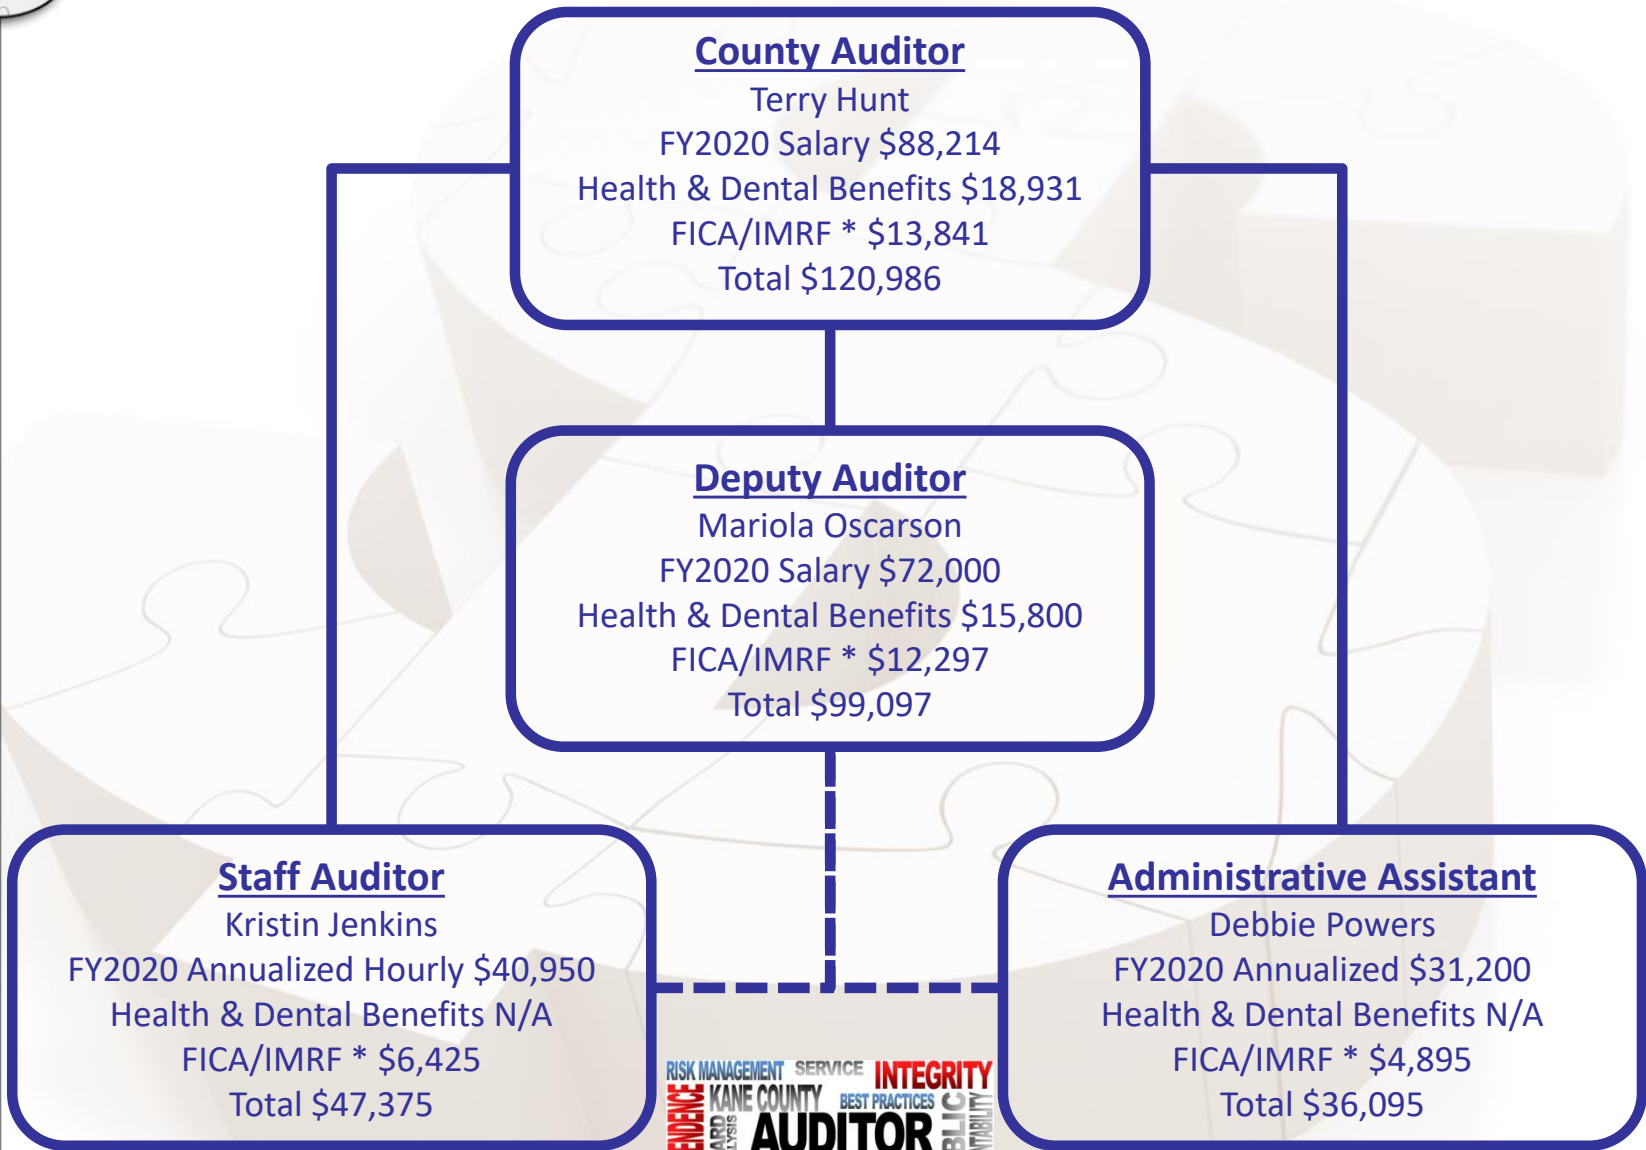 County Auditor
Terry Hunt
FY2020 Salary $88,214
Health & Dental Benefits $18,931
FICA/IMRF * $13,841
Total $120,986
Deputy Auditor
Mariola Oscarson
FY2020 Salary $72,000
Health & Dental Benefits $15,800
FICA/IMRF * $12,297
Total $99,097
Staff Auditor
Kristin Jenkins
FY2020 Annualized Hourly $40,950
Health & Dental Benefits N/A
FICA/IMRF * $6,425
Total $47,375
Administrative Assistant
Debbie Powers
FY2020 Annualized $31,200
Health & Dental Benefits N/A
FICA/IMRF * $4,895
Total $36,095
RISK MANAGEMENT SERVICE INTEGRITY
KANE COUNTY BEST PRACTICES
AUDITOR